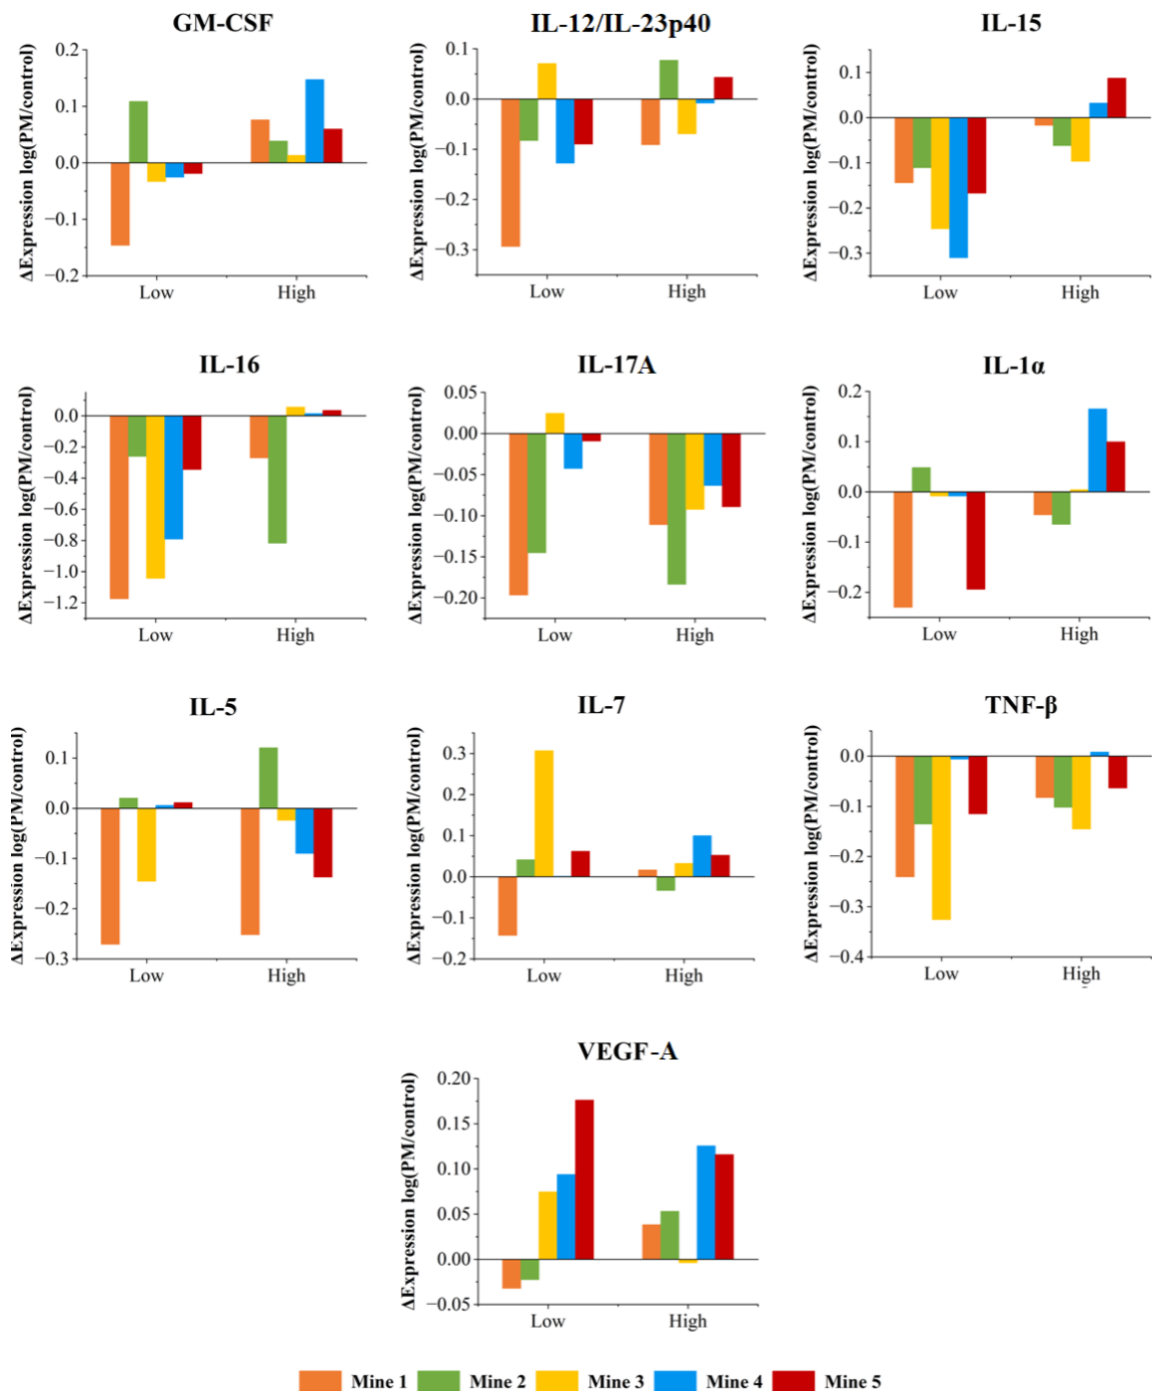 GM-CSF
ΔExpression log(PM/control)
0.2
0.1
0.0
−0.1
−0.2
Low High
IL-12/IL-23p40
ΔExpression log(PM/control)
0.1
0.0
−0.1
−0.2
−0.3
Low High
IL-15
ΔExpression log(PM/control)
0.1
0.0
−0.1
−0.2
−0.3
Low High
IL-16
ΔExpression log(PM/control)
0.0
−0.2
−0.4
−0.6
−0.8
−1.0
−1.2
Low High
IL-17A
ΔExpression log(PM/control)
0.05
0.00
−0.05
−0.10
−0.15
−0.20
Low High
IL-1α
ΔExpression log(PM/control)
0.2
0.1
0.0
−0.1
−0.2
Low High
IL-5
ΔExpression log(PM/control)
0.1
0.0
−0.1
−0.2
−0.3
Low High
IL-7
ΔExpression log(PM/control)
0.3
0.2
0.1
0.0
−0.1
−0.2
Low High
TNF-β
ΔExpression log(PM/control)
0.0
−0.1
−0.2
−0.3
−0.4
Low High
VEGF-A
ΔExpression log(PM/control)
0.20
0.15
0.10
0.05
0.00
−0.05
Low High
Mine 1 Mine 2 Mine 3 Mine 4 Mine 5